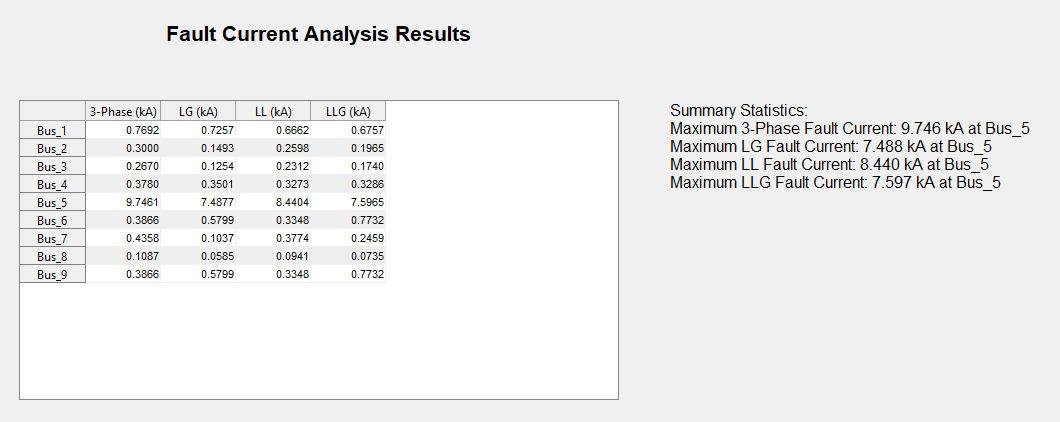 Fault Current Analysis Results
3-Phase (kA) LG (kA) LL (kA) LLG (kA)
Bus_1 0.7692 0.7257 0.6662 0.6757
Bus_2 0.3000 0.1493 0.2598 0.1965
Bus_3 0.2670 0.1254 0.2312 0.1740
Bus_4 0.3780 0.3501 0.3273 0.3286
Bus_5 9.7461 7.4877 8.4404 7.5965
Bus_6 0.3866 0.5799 0.3348 0.7732
Bus_7 0.4358 0.1037 0.3774 0.2459
Bus_8 0.1087 0.0585 0.0941 0.0735
Bus_9 0.3866 0.5799 0.3348 0.7732
Summary Statistics:
Maximum 3-Phase Fault Current: 9.746 kA at Bus_5
Maximum LG Fault Current: 7.488 kA at Bus_5
Maximum LL Fault Current: 8.440 kA at Bus_5
Maximum LLG Fault Current: 7.597 kA at Bus_5